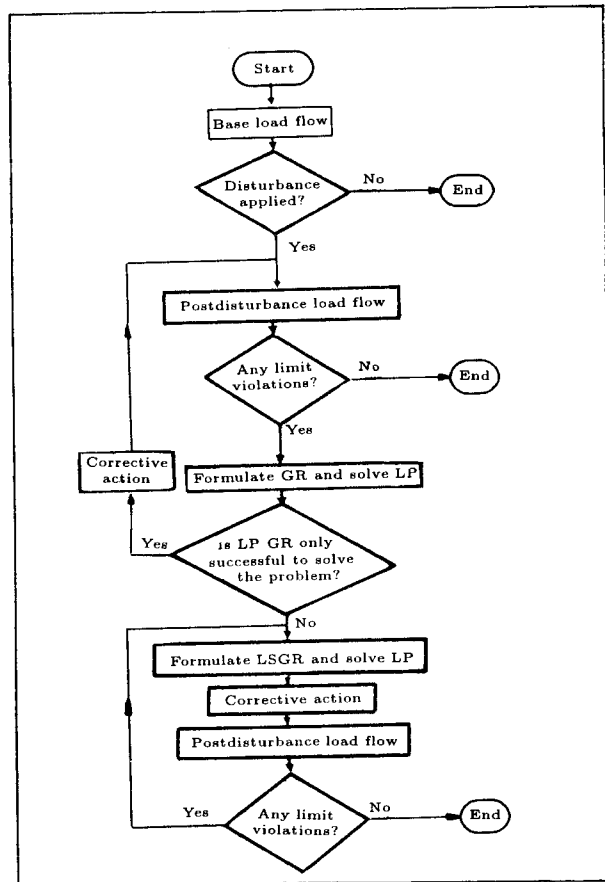 Start
Base load flow
Disturbance
applied?
No
End
Yes
Postdisturbance load flow
Any limit
violations?
No
End
Yes
Corrective
action
Formulate GR and solve LP
Yes
is LP GR only
successful to solve
the problem?
No
Formulate LSGR and solve LP
Corrective action
Postdisturbance load flow
Yes
Any limit
violations?
No
End